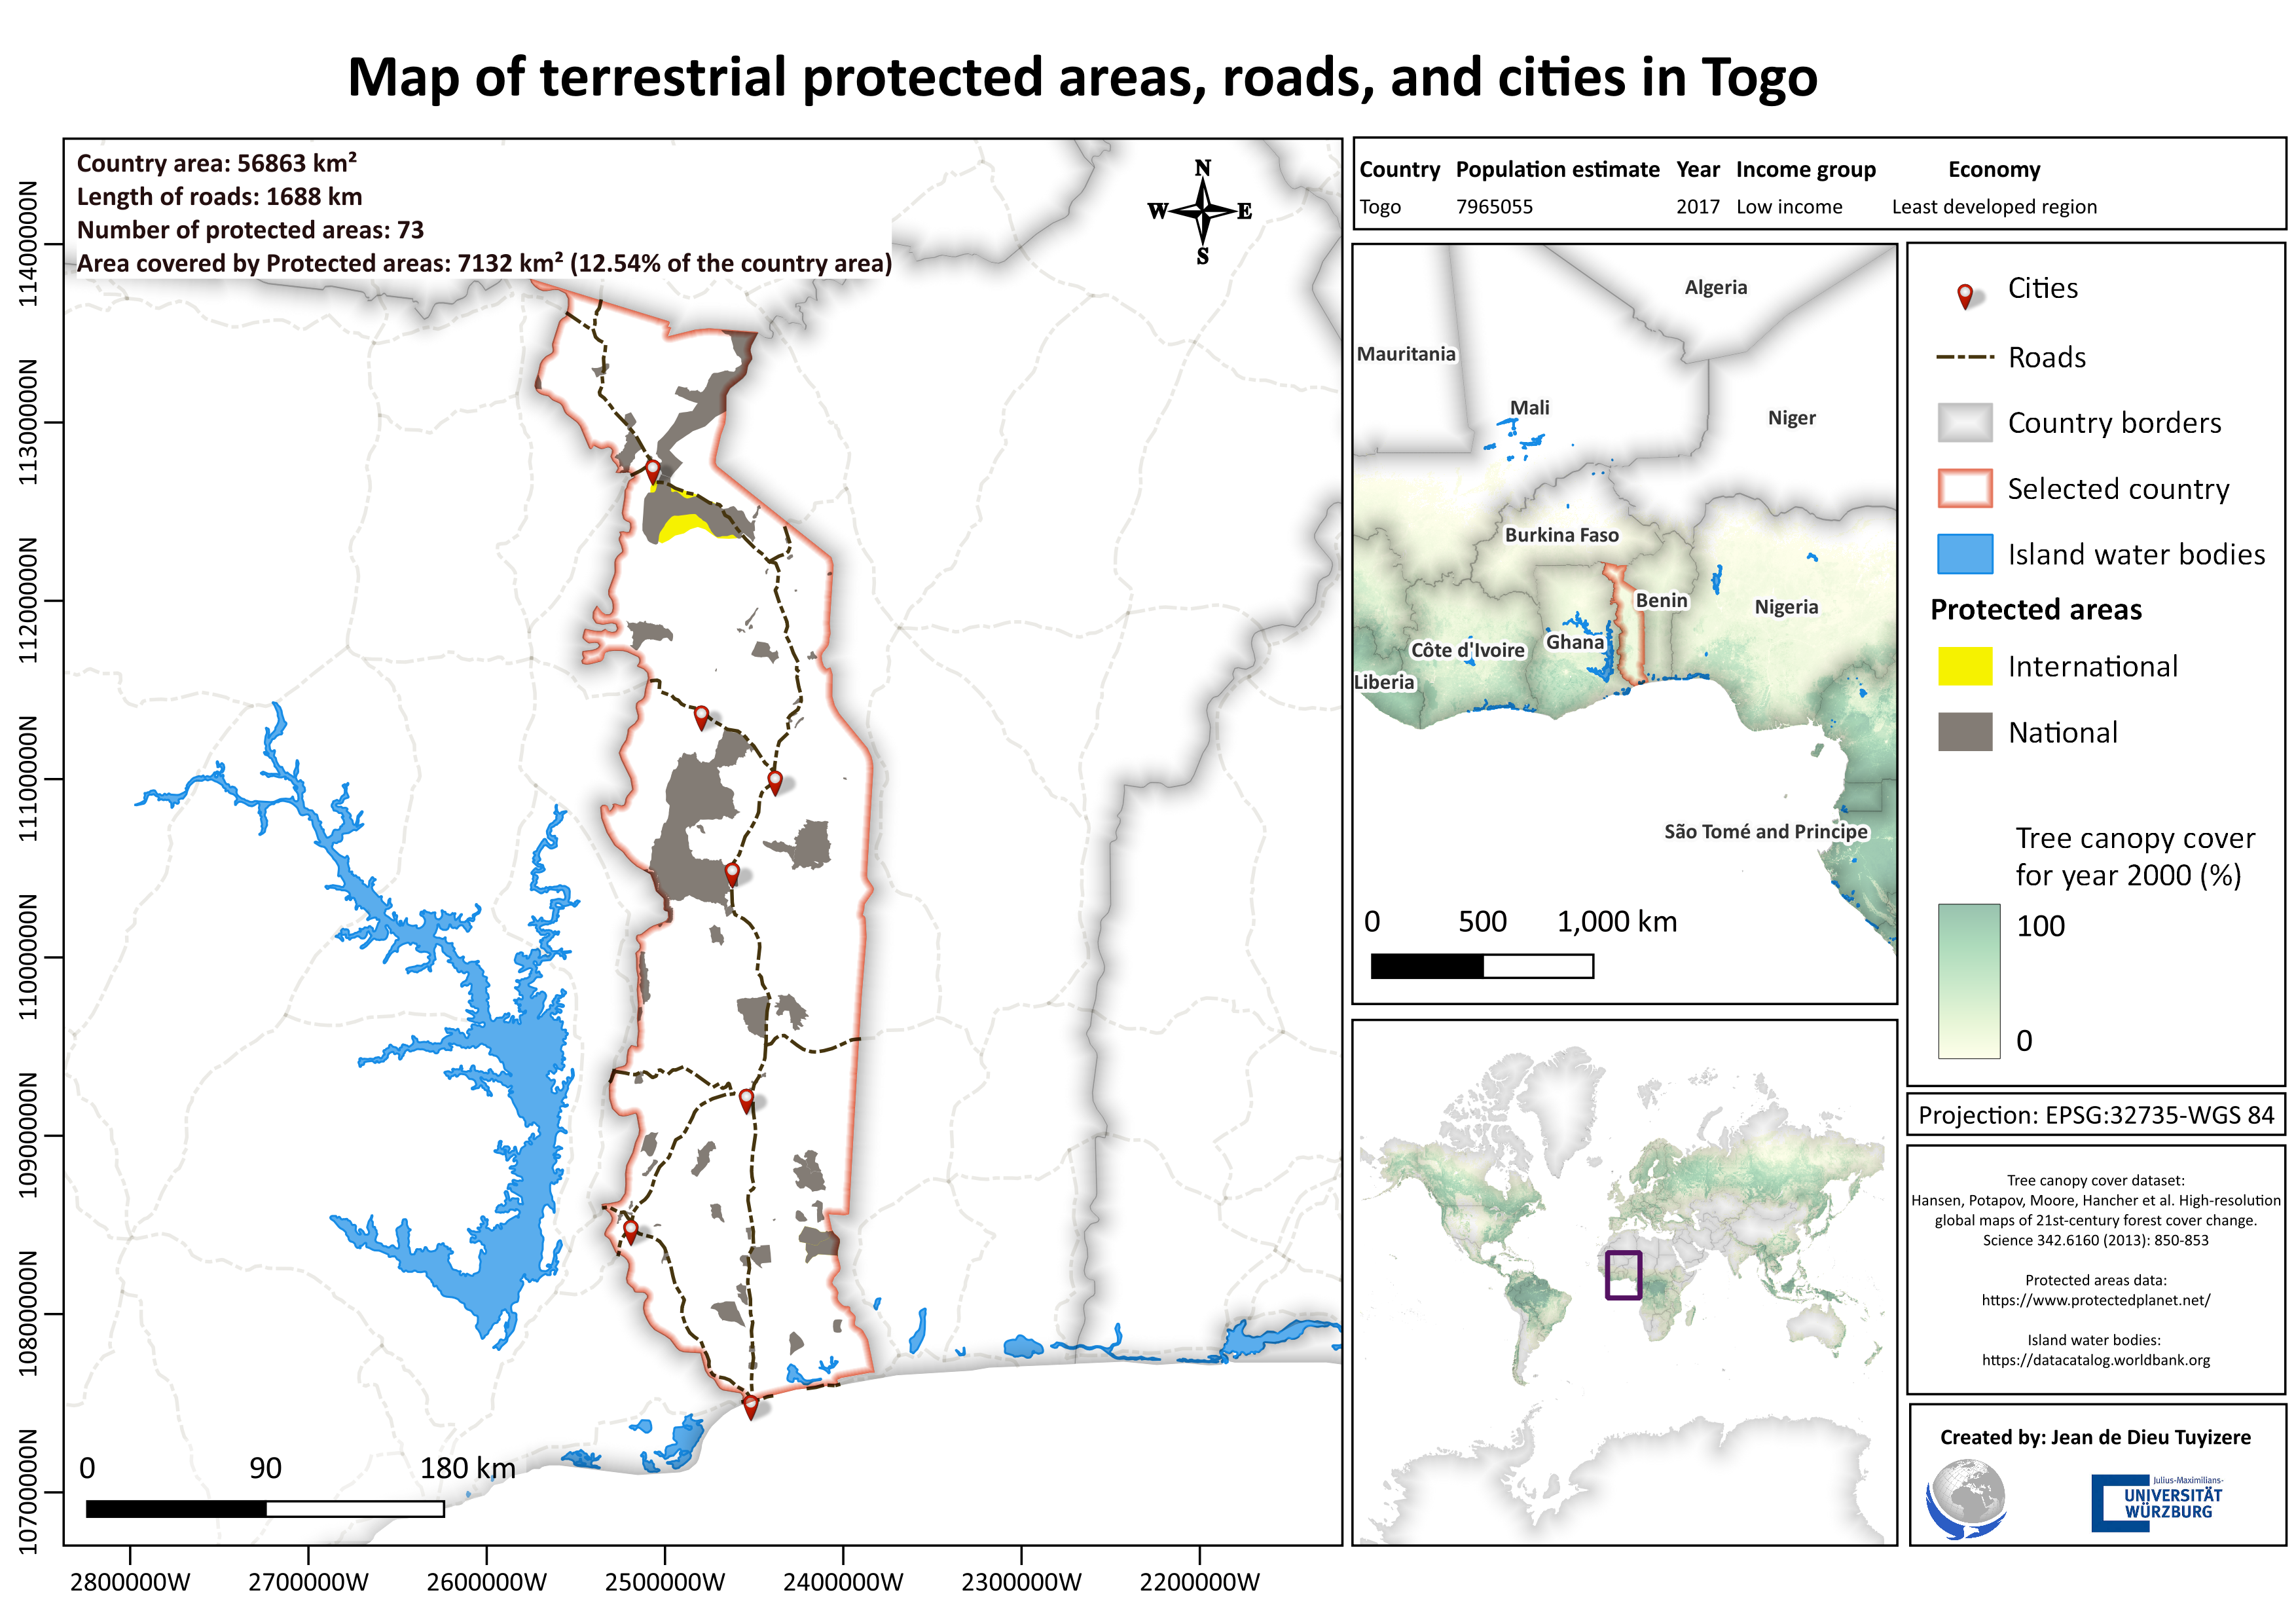 Map of terrestrial protected areas, roads, and cities in Togo
Country area: 56863 km²
Length of roads: 1688 km
Number of protected areas: 73
Area covered by Protected areas: 7132 km² (12.54% of the country area)
N
W E
S
11400000N
11300000N
11200000N
11100000N
11000000N
10900000N
10800000N
10700000N
0 90 180 km
2800000W 2700000W 2600000W 2500000W 2400000W 2300000W 2200000W
Country Population estimate Year Income group Economy
Togo 7965055 2017 Low income Least developed region
Algeria
Mauritania
Mali
Niger
Burkina Faso
Benin
Nigeria
Ghana
Côte d'Ivoire
Liberia
São Tomé and Principe
0 500 1,000 km
Cities
Roads
Country borders
Selected country
Island water bodies
Protected areas
International
National
Tree canopy cover
for year 2000 (%)
100
0
Projection: EPSG:32735-WGS 84
Tree canopy cover dataset:
Hansen, Potapov, Moore, Hancher et al. High-resolution
global maps of 21st-century forest cover change.
Science 342.6160 (2013): 850-853
Protected areas data:
https://www.protectedplanet.net/
Island water bodies:
https://datacatalog.worldbank.org
Created by: Jean de Dieu Tuyizere
Julius-Maximilians-
UNIVERSITÄT
WÜRZBURG